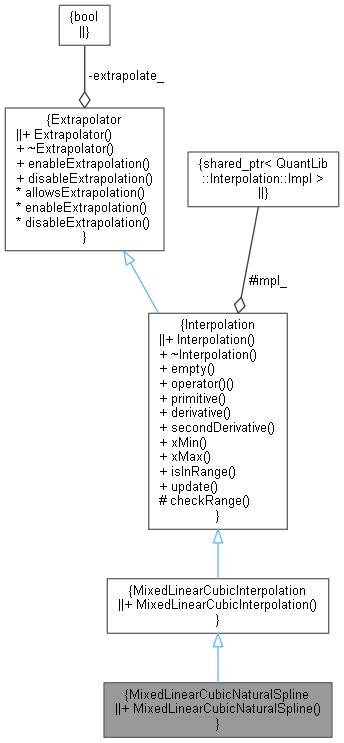 {bool
||}
-extrapolate_
{Extrapolator
||+ Extrapolator()
+ ~Extrapolator()
+ enableExtrapolation()
+ disableExtrapolation()
* allowsExtrapolation()
* enableExtrapolation()
* disableExtrapolation()
}
{shared_ptr< QuantLib
::Interpolation::Impl >
||}
#impl_
{Interpolation
||+ Interpolation()
+ ~Interpolation()
+ empty()
+ operator()()
+ primitive()
+ derivative()
+ secondDerivative()
+ xMin()
+ xMax()
+ isInRange()
+ update()
# checkRange()
}
{MixedLinearCubicInterpolation
||+ MixedLinearCubicInterpolation()
}
{MixedLinearCubicNaturalSpline
||+ MixedLinearCubicNaturalSpline()
}